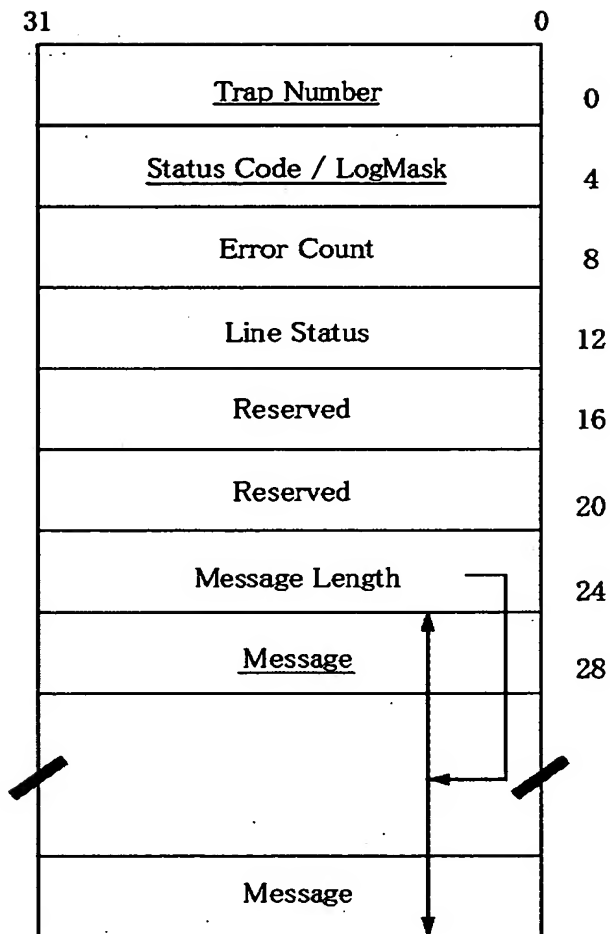 31 0
Trap Number 0
Status Code / LogMask 4
Error Count 8
Line Status 12
Reserved 16
Reserved 20
Message Length 24
Message 28
Message